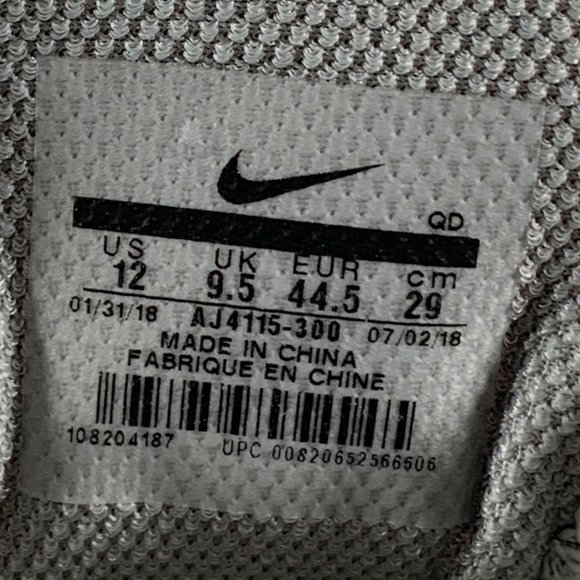 QD
US UK EUR cm
12 9.5 44.5 29
01/31/18 AJ4115-300 07/02/18
MADE IN CHINA
FABRIQUE EN CHINE
108204187 UPC 00820652566606